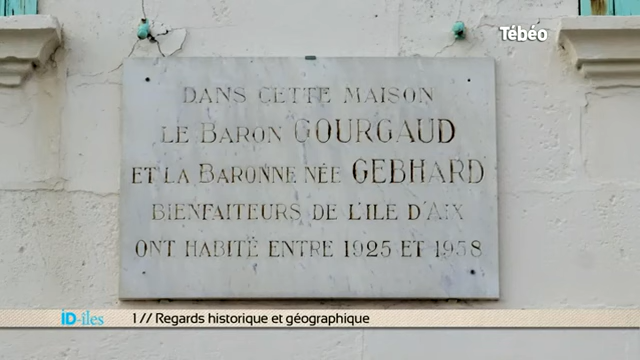 Tébéo
DANS CETTE MAISON
LE BARON GOURGAUD
ET LA BARONNE NÉE GEBHARD
BIENFAITEURS DE L'ILE D'AIX
ONT HABITÉ ENTRE 1925 ET 1958
iD-îles 1 // Regards historique et géographique